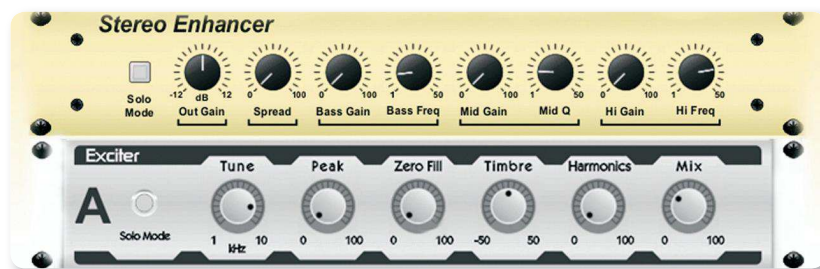 Stereo Enhancer
Solo
Mode
-12 dB 12
Out Gain
0 100
Spread
0 100
Bass Gain
1 50
Bass Freq
0 100
Mid Gain
1 50
Mid Q
0 100
Hi Gain
1 50
Hi Freq
Exciter
A
Solo Mode
Tune
1 kHz 10
Peak
0 100
Zero Fill
0 100
Timbre
-50 50
Harmonics
0 100
Mix
0 100